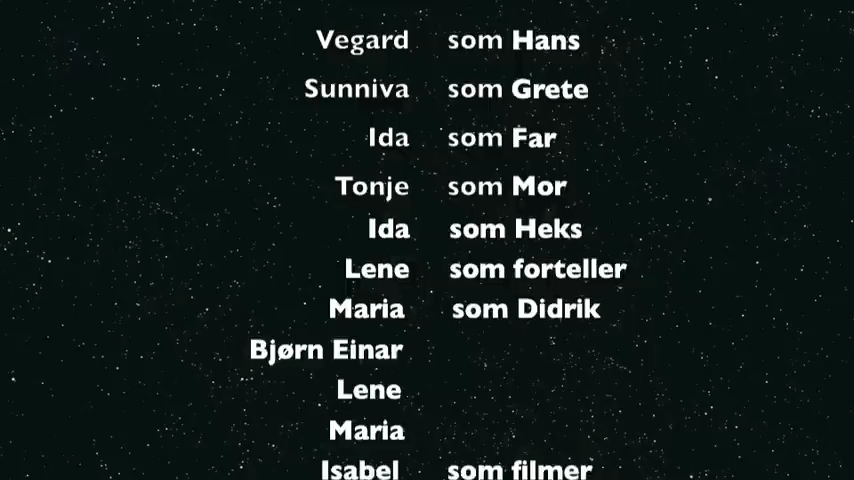 Vegard som Hans
Sunniva som Grete
Ida som Far
Tonje som Mor
Ida som Heks
Lene som forteller
Maria som Didrik
Bjørn Einar
Lene
Maria
Isabel som filmer